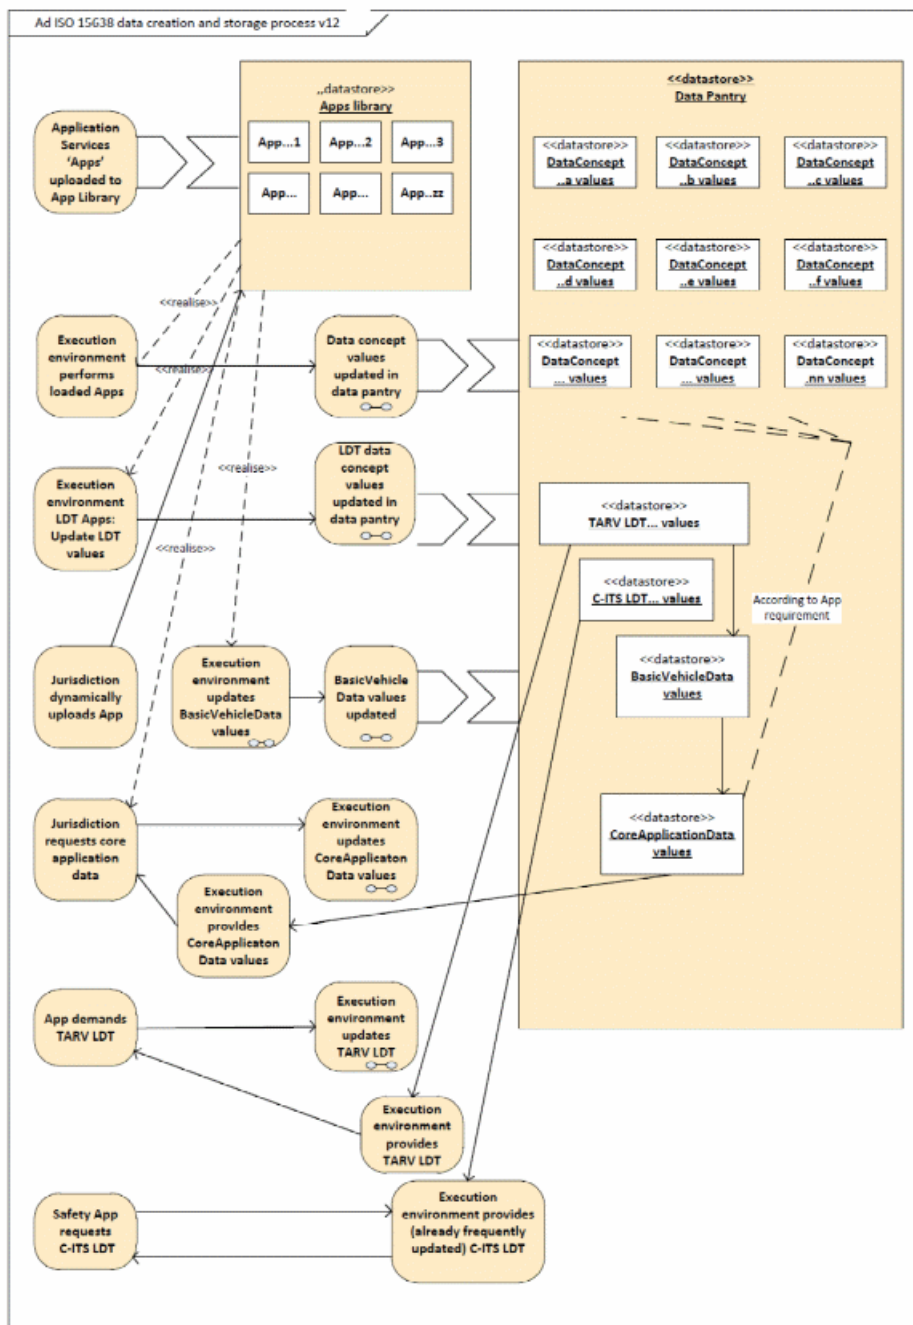 Ad ISO 15638 data creation and storage process v12
Application
Services
‘Apps’
uploaded to
App Library
,,datastore>>
Apps library
App...1
App...2
App...3
App...
App...
App..zz
<<datastore>>
Data Pantry
<<datastore>>
DataConcept
..a values
<<datastore>>
DataConcept
..b values
<<datastore>>
DataConcept
..c values
<<datastore>>
DataConcept
..d values
<<datastore>>
DataConcept
..e values
<<datastore>>
DataConcept
..f values
<<datastore>>
DataConcept
... values
<<datastore>>
DataConcept
... values
<<datastore>>
DataConcept
.nn values
<<realise>>
Execution
environment
performs
loaded Apps
<<realise>>
Data concept
values
updated in
data pantry
Execution
environment
LDT Apps:
Update LDT
values
<<realise>>
<<realise>>
LDT data
concept
values
updated in
data pantry
<<datastore>>
TARV LDT... values
<<datastore>>
C-ITS LDT... values
According to App
requirement
Jurisdiction
dynamically
uploads App
Execution
environment
updates
BasicVehicleData
values
BasicVehicle
Data values
updated
<<datastore>>
BasicVehicleData
values
Jurisdiction
requests core
application
data
Execution
environment
updates
CoreApplicaton
Data values
<<datastore>>
CoreApplicationData
values
Execution
environment
provides
CoreApplicaton
Data values
App demands
TARV LDT
Execution
environment
updates
TARV LDT
Execution
environment
provides
TARV LDT
Safety App
requests
C-ITS LDT
Execution
environment provides
(already frequently
updated) C-ITS LDT